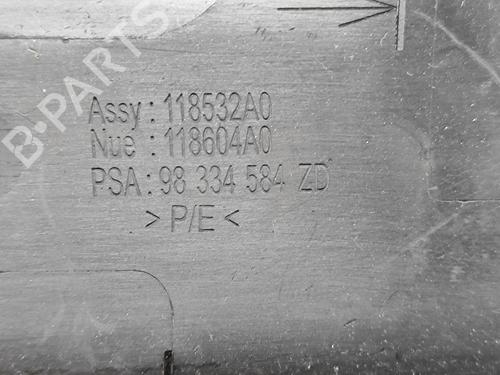 B-PARTS
Assy : 118532A0
Nue : 118604A0
PSA : 98 334 584 ZD
> P/E <